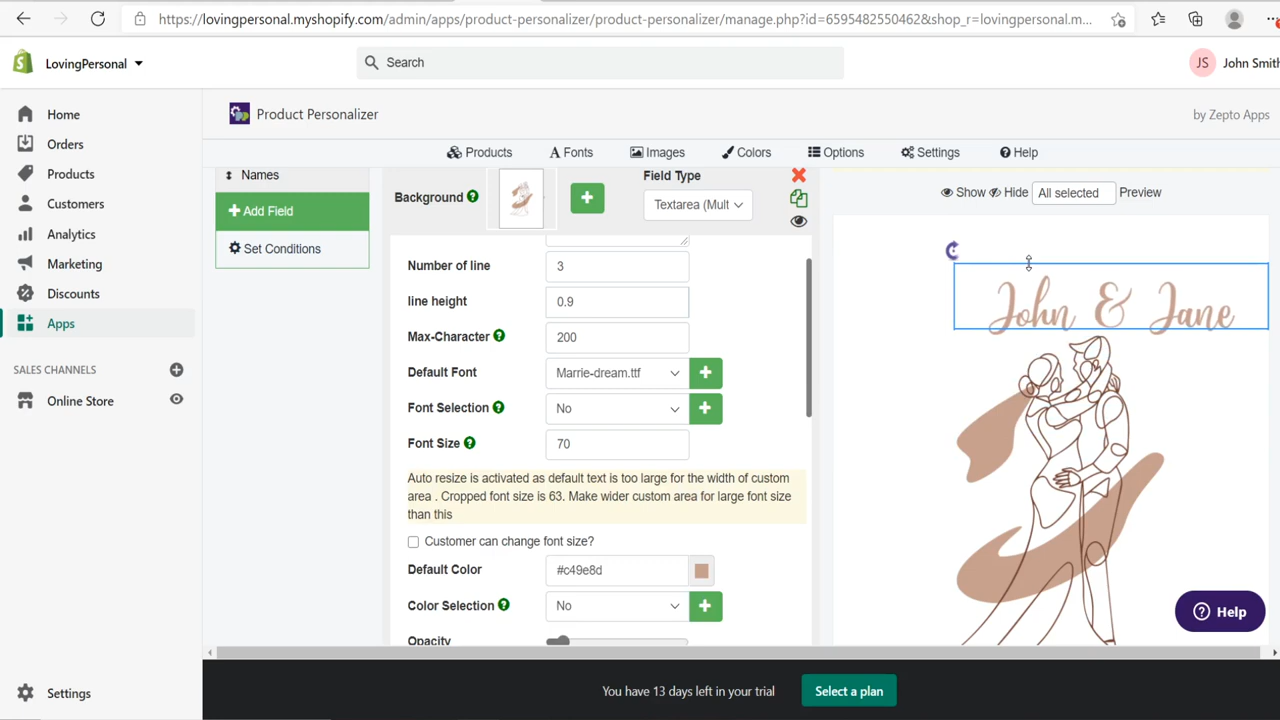 https://lovingpersonal.myshopify.com/admin/apps/product-personalizer/product-personalizer/manage.php?id=6595482550462&shop_r=lovingpersonal.m...
LovingPersonal
Search
JS John Smith
Home
Orders
Products
Customers
Analytics
Marketing
Discounts
Apps
SALES CHANNELS
Online Store
Settings
Product Personalizer
by Zepto Apps
Products Fonts Images Colors Options Settings Help
Names
Add Field
Set Conditions
Background
Field Type
Textarea (Mult
Number of line 3
line height 0.9
Max-Character 200
Default Font Marrie-dream.ttf
Font Selection No
Font Size 70
Auto resize is activated as default text is too large for the width of custom
area . Cropped font size is 63. Make wider custom area for large font size
than this
Customer can change font size?
Default Color #c49e8d
Color Selection No
Opacity
Show Hide All selected Preview
John & Jane
Help
You have 13 days left in your trial Select a plan